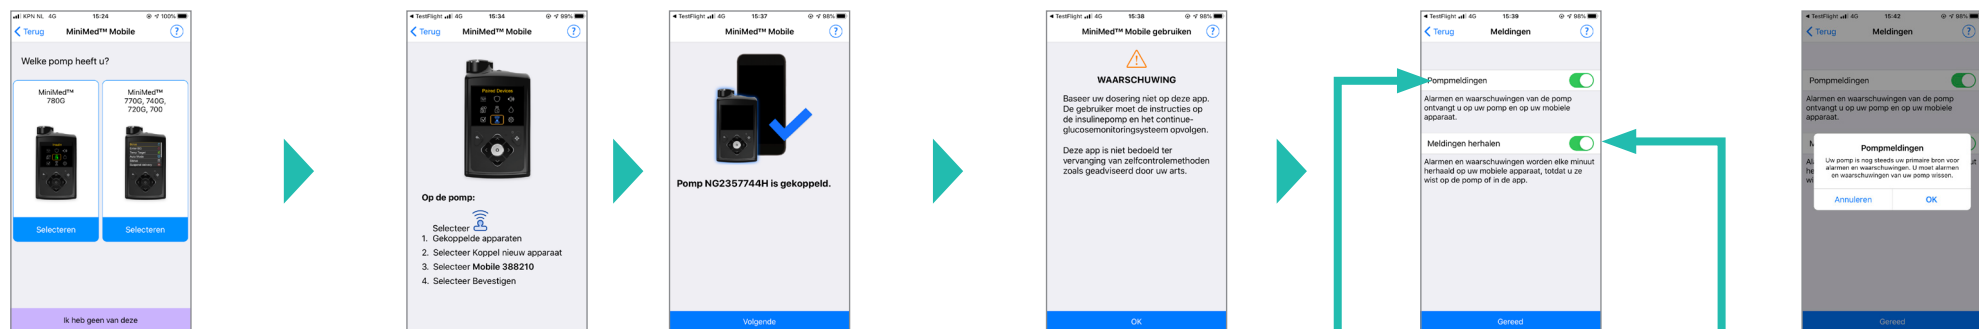 KPN NL 4G 15:24 100%
Terug MiniMed™ Mobile ?
Welke pomp heeft u?
MiniMed™
780G
MiniMed™
770G, 740G,
720G, 700
Selecteren
Selecteren
Ik heb geen van deze
TestFlight 4G 15:34 99%
Terug MiniMed™ Mobile ?
Paired Devices
Op de pomp:
Selecteer
1. Gekoppelde apparaten
2. Selecteer Koppel nieuw apparaat
3. Selecteer Mobile 388210
4. Selecteer Bevestigen
TestFlight 4G 15:37 98%
MiniMed™ Mobile ?
Pomp NG2357744H is gekoppeld.
Volgende
TestFlight 4G 15:38 98%
MiniMed™ Mobile gebruiken ?
WAARSCHUWING
Baseer uw dosering niet op deze app.
De gebruiker moet de instructies op
de insulinepomp en het continue-
glucosemonitoringsysteem opvolgen.
Deze app is niet bedoeld ter
vervanging van zelfcontrolemethoden
zoals geadviseerd door uw arts.
OK
TestFlight 4G 15:39 98%
Terug Meldingen ?
Pompmeldingen
Alarmen en waarschuwingen van de pomp
ontvangt u op uw pomp en op uw mobiele
apparaat.
Meldingen herhalen
Alarmen en waarschuwingen worden elke minuut
herhaald op uw mobiele apparaat, totdat u ze
wist op de pomp of in de app.
Gereed
TestFlight 4G 15:42 98%
Terug Meldingen ?
Pompmeldingen
Alarmen en waarschuwingen van de pomp
ontvangt u op uw pomp en op uw mobiele
apparaat.
Pompmeldingen
Uw pomp is nog steeds uw primaire bron voor
alarmen en waarschuwingen. U moet alarmen
en waarschuwingen van uw pomp wissen.
Annuleren OK
Gereed